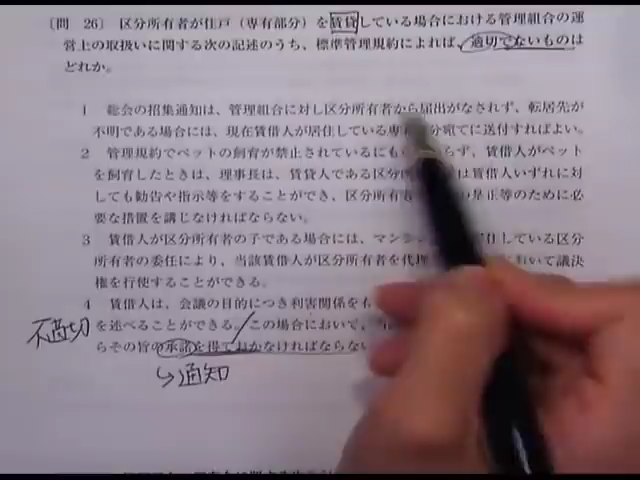 〔問 26〕 区分所有者が住戸（専有部分）を賃貸している場合における管理組合の運
営上の取扱いに関する次の記述のうち、標準管理規約によれば、適切でないものは
どれか。
1 総会の招集通知は、管理組合に対し区分所有者から届出がなされず、転居先が
不明である場合には、現在賃借人が居住している専 分宛てに送付すればよい。
2 管理規約でペットの飼育が禁止されているにも らず、賃借人がペット
を飼育したときは、理事長は、賃貸人である区分所 は賃借人いずれに対
しても勧告や指示等をすることができ、区分所有 の是正等のために必
要な措置を講じなければならない。
3 賃借人が区分所有者の子である場合には、マンシ 住している区分
所有者の委任により、当該賃借人が区分所有者を代理 おいて議決
権を行使することができる。
4 賃借人は、会議の目的につき利害関係を
不適切 を述べることができる。この場合において、
らその旨の承諾を得ておかなければならない
↳通知